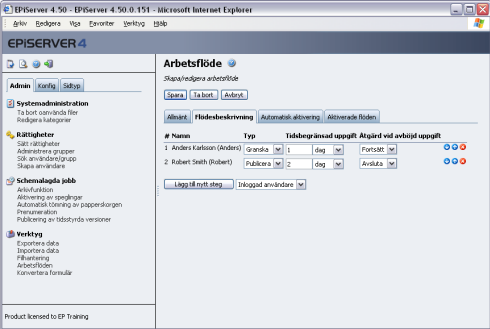 EPiServer 4.50 - EPiServer 4.50.0.151 - Microsoft Internet Explorer
Arkiv Redigera Visa Favoriter Verktyg Hjälp
EPiSERVER 4
Admin Konfig Sidtyp
Systemadministration
Ta bort oanvända filer
Redigera kategorier
Rättigheter
Sätt rättigheter
Administrera grupper
Sök användare/grupp
Skapa användare
Schemalagda jobb
Arkivfunktion
Aktivering av speglingar
Automatisk tömning av papperskorgen
Prenumeration
Publicering av tidsstyrda versioner
Verktyg
Exportera data
Importera data
Filhantering
Arbetsflöden
Konvertera formulär
Product licensed to EP Training
Arbetsflöde
Skapa/redigera arbetsflöde
Spara Ta bort Avbryt
Allmänt Flödesbeskrivning Automatisk aktivering Aktiverade flöden
# Namn Typ Tidsbegränsad uppgift Åtgärd vid avböjd uppgift
1 Anders Karlsson (Anders) Granska 1 dag Fortsätt
2 Robert Smith (Robert) Publicera 2 dag Avsluta
Lägg till nytt steg Inloggad användare